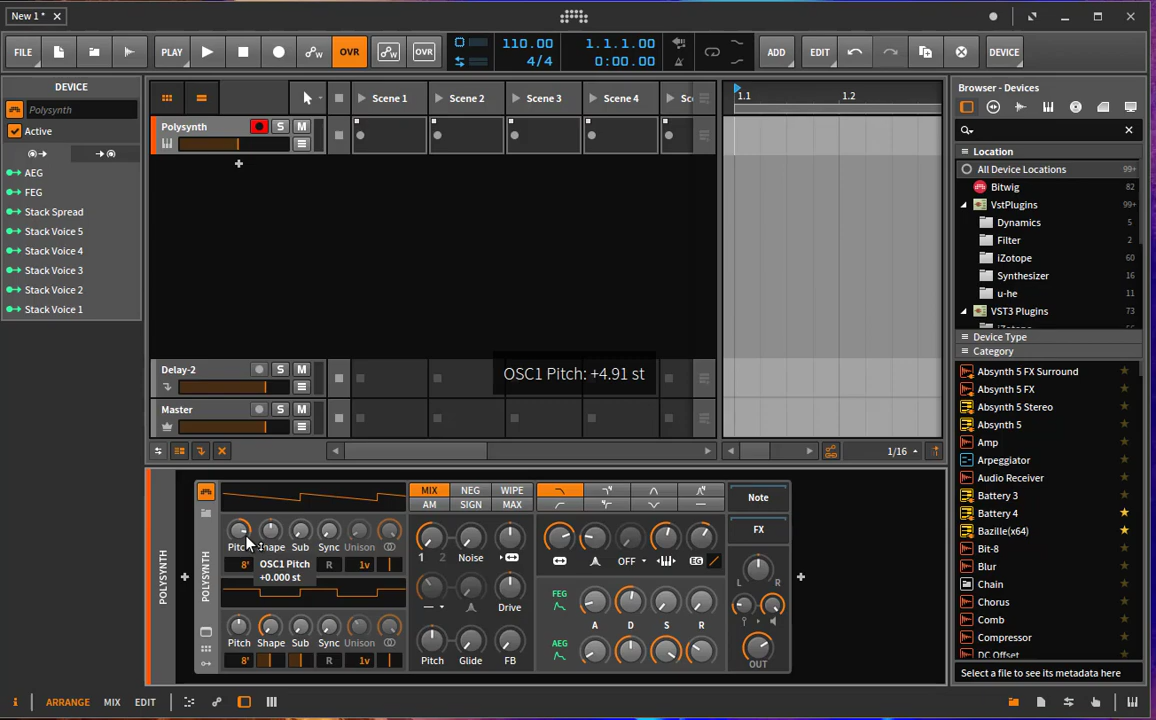 New 1 *
FILE
PLAY
OVR
OVR
110.00
4/4
1.1.1.00
0:00.00
ADD
EDIT
DEVICE
DEVICE
Polysynth
Active
AEG
FEG
Stack Spread
Stack Voice 5
Stack Voice 4
Stack Voice 3
Stack Voice 2
Stack Voice 1
Scene 1
Scene 2
Scene 3
Scene 4
Sc
Polysynth
S
M
1.1
1.2
Delay-2
S
M
Master
S
M
OSC1 Pitch: +4.91 st
1/16
Browser - Devices
Location
All Device Locations
99+
Bitwig
82
VstPlugins
99+
Dynamics
5
Filter
2
iZotope
60
Synthesizer
16
u-he
11
VST3 Plugins
73
Device Type
Category
Absynth 5 FX Surround
Absynth 5 FX
Absynth 5 Stereo
Absynth 5
Amp
Arpeggiator
Audio Receiver
Battery 3
Battery 4
Bazille(x64)
Bit-8
Blur
Chain
Chorus
Comb
Compressor
DC Offset
Select a file to see its metadata here
POLYSYNTH
POLYSYNTH
Pitch
Shape
Sub
Sync
Unison
8'
R
1v
OSC1 Pitch
+0.000 st
Pitch
Shape
Sub
Sync
Unison
8'
R
1v
MIX
NEG
WIPE
AM
SIGN
MAX
1
2
Noise
Drive
Pitch
Glide
FB
OFF
EG
FEG
A
D
S
R
AEG
Note
FX
L
R
OUT
ARRANGE
MIX
EDIT